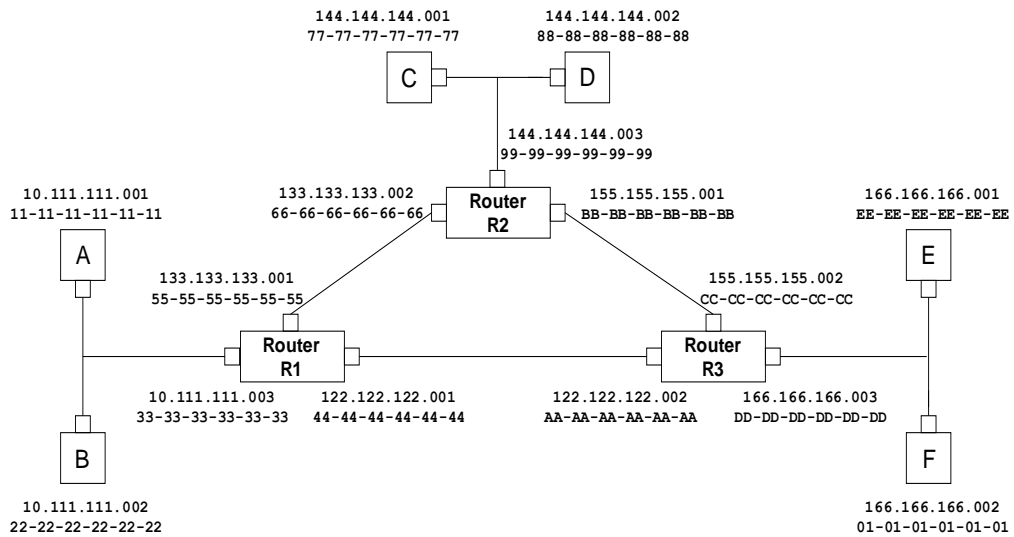 144.144.144.001
77-77-77-77-77-77
144.144.144.002
88-88-88-88-88-88
C
D
144.144.144.003
99-99-99-99-99-99
10.111.111.001
11-11-11-11-11-11
133.133.133.002
66-66-66-66-66-66
Router
R2
155.155.155.001
BB-BB-BB-BB-BB-BB
166.166.166.001
EE-EE-EE-EE-EE-EE
A
E
133.133.133.001
55-55-55-55-55-55
155.155.155.002
CC-CC-CC-CC-CC-CC
Router
R1
Router
R3
10.111.111.003
33-33-33-33-33-33
122.122.122.001
44-44-44-44-44-44
122.122.122.002
AA-AA-AA-AA-AA-AA
166.166.166.003
DD-DD-DD-DD-DD-DD
B
F
10.111.111.002
22-22-22-22-22-22
166.166.166.002
01-01-01-01-01-01